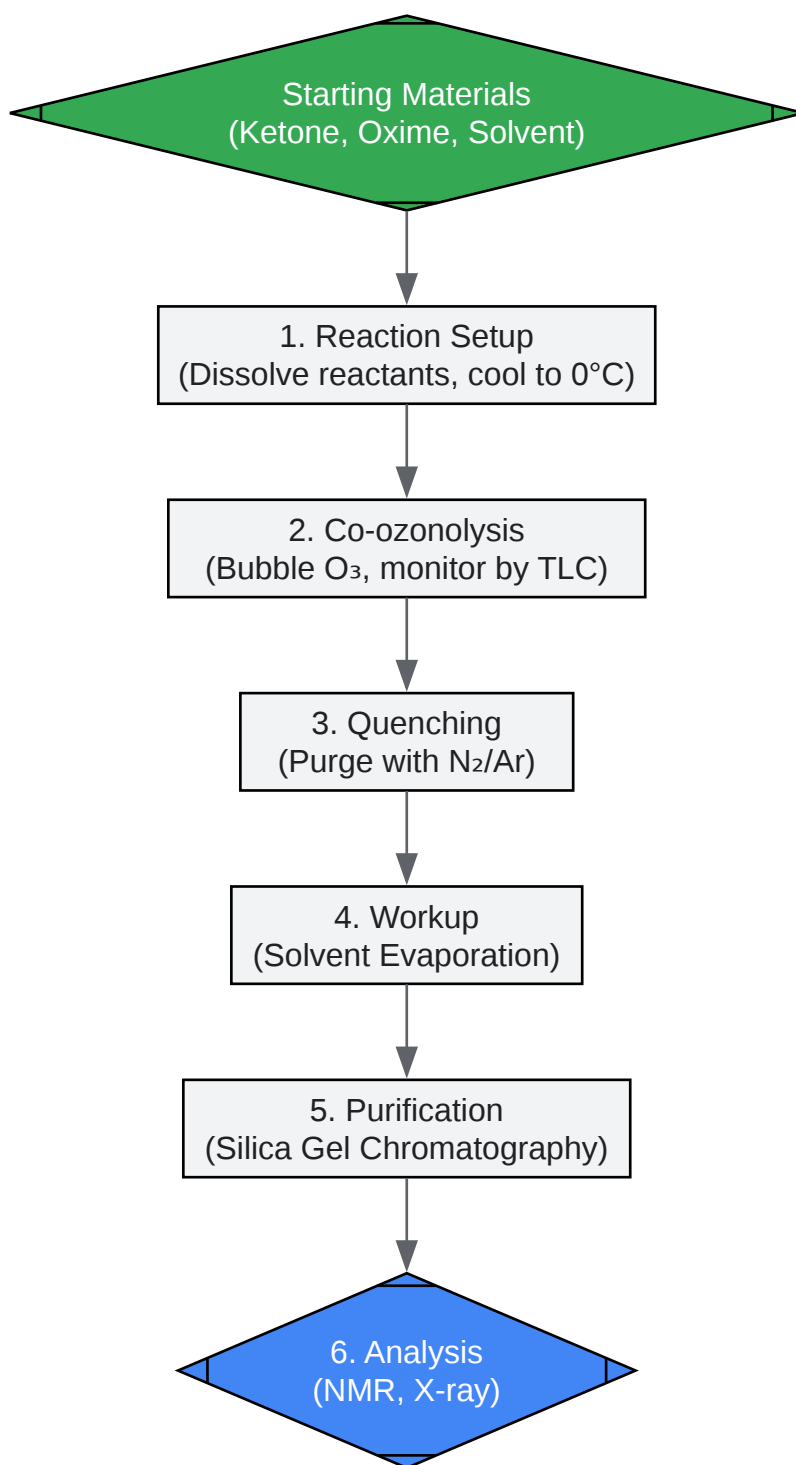 Starting Materials
(Ketone, Oxime, Solvent)
1. Reaction Setup
(Dissolve reactants, cool to 0°C)
2. Co-ozonolysis
(Bubble O₃, monitor by TLC)
3. Quenching
(Purge with N₂/Ar)
4. Workup
(Solvent Evaporation)
5. Purification
(Silica Gel Chromatography)
6. Analysis
(NMR, X-ray)